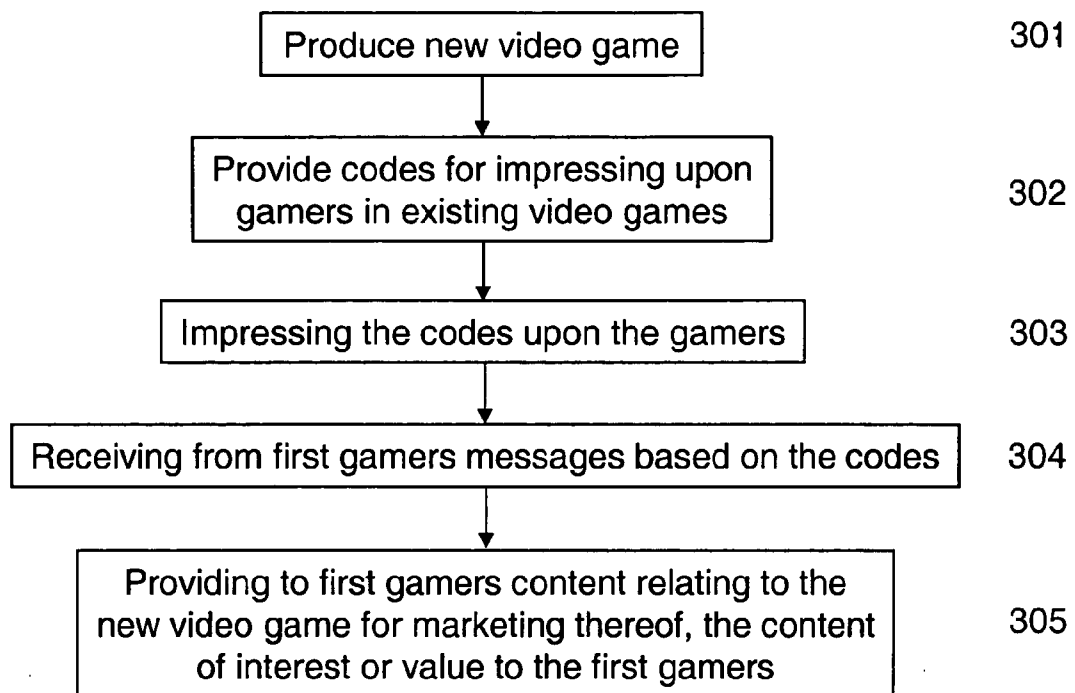 Produce new video game
301
Provide codes for impressing upon
gamers in existing video games
302
Impressing the codes upon the gamers
303
Receiving from first gamers messages based on the codes
304
Providing to first gamers content relating to the
new video game for marketing thereof, the content
of interest or value to the first gamers
305